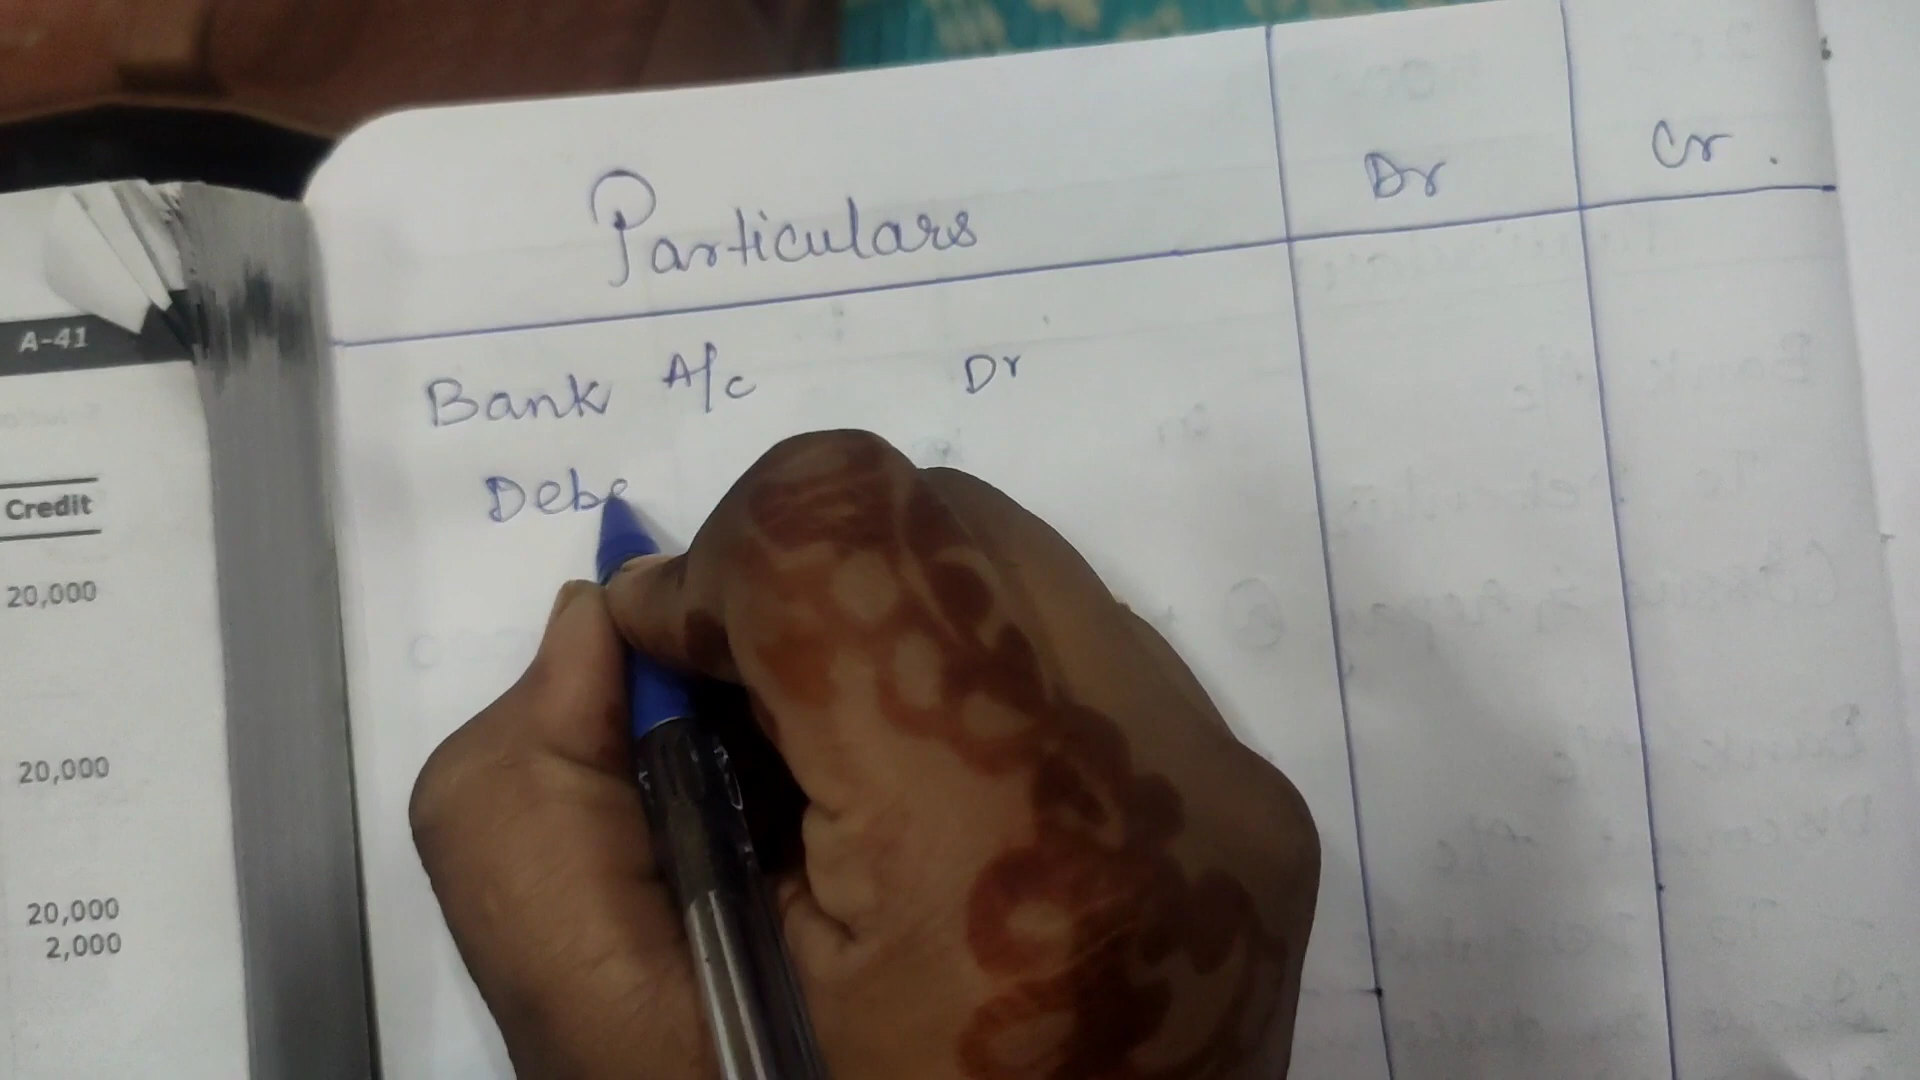 Particulars Dr Cr.
Bank A/c Dr
Debe
A-41
Credit
20,000
20,000
20,000
2,000